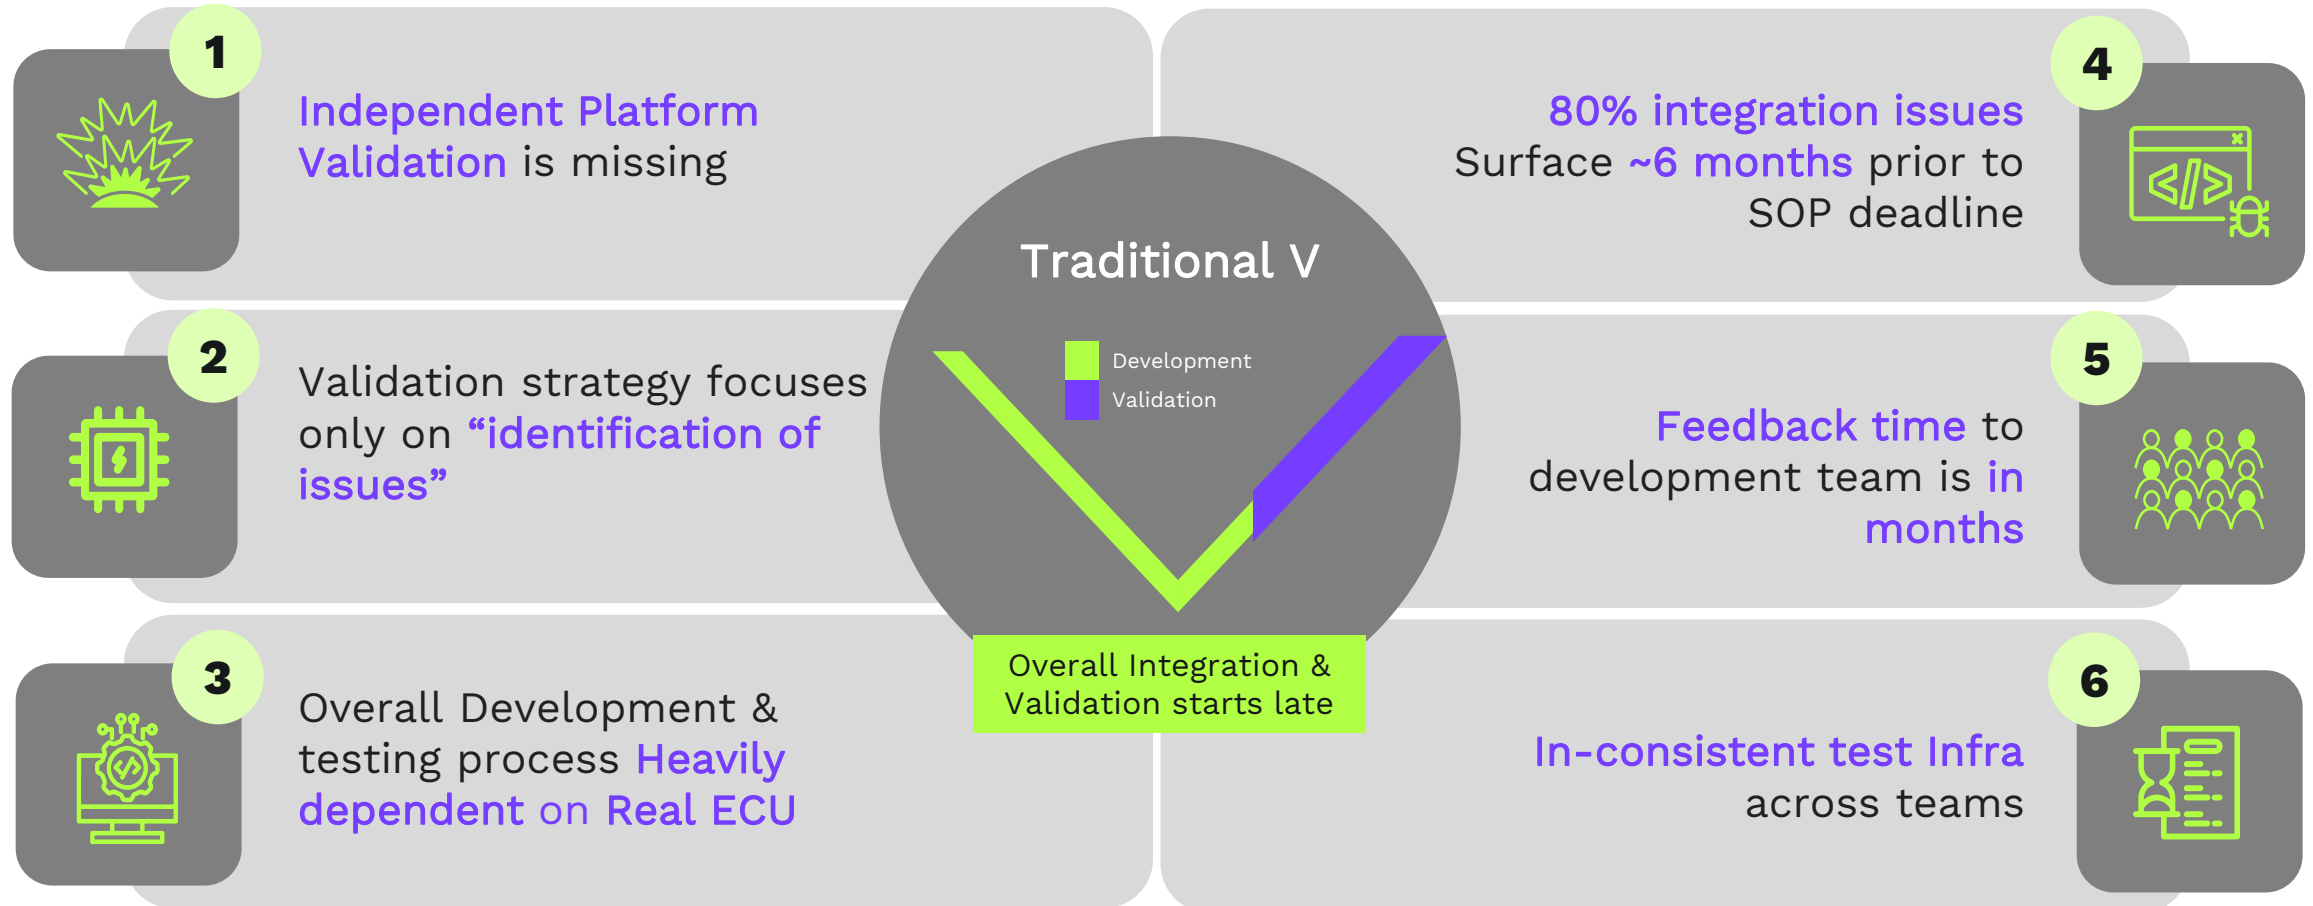 1
Independent Platform
Validation is missing
2
Validation strategy focuses
only on “identification of
issues”
3
Overall Development &
testing process Heavily
dependent on Real ECU
Traditional V
Development
Validation
Overall Integration &
Validation starts late
4
80% integration issues
Surface ~6 months prior to
SOP deadline
5
Feedback time to
development team is in
months
6
In-consistent test Infra
across teams